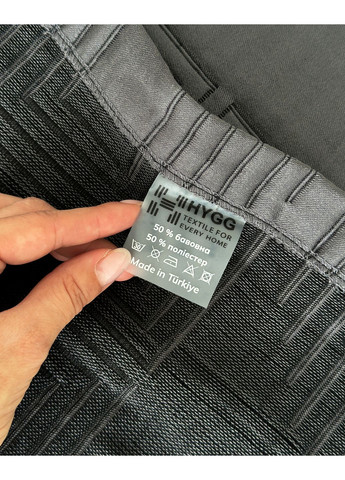 HYGG
TEXTILE FOR
EVERY HOME
50 % бавовна
50 % поліестер
Made in Türkiye